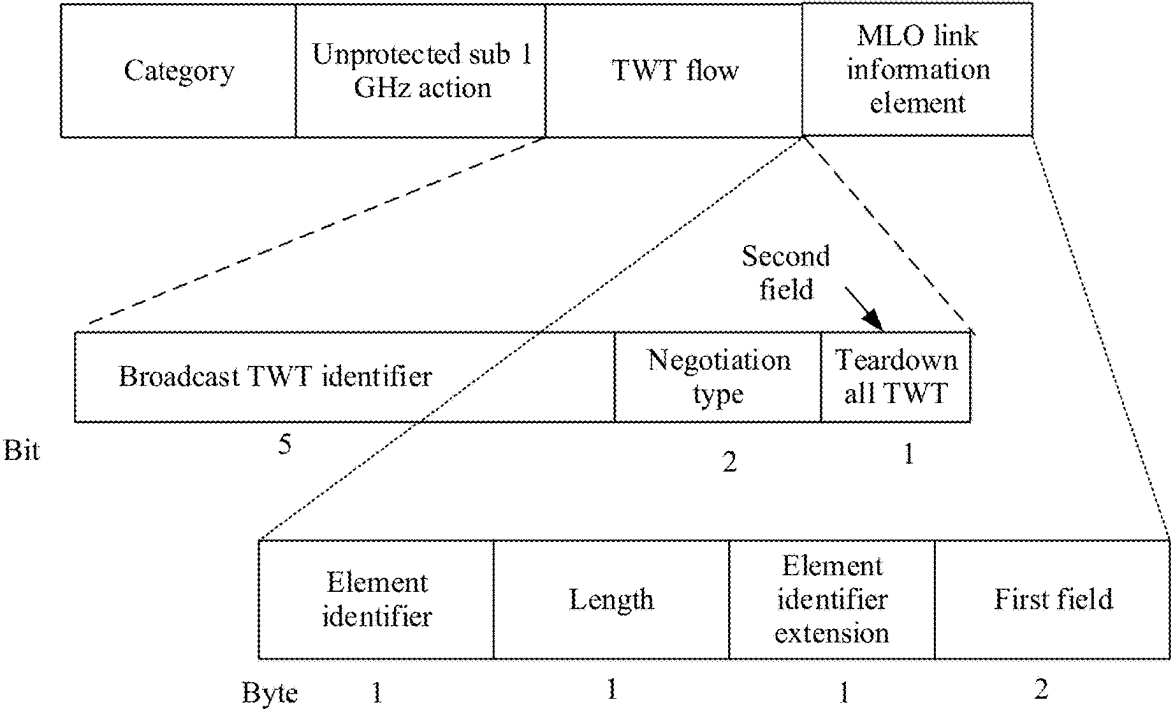 Category
Unprotected sub 1
GHz action
TWT flow
MLO link
information
element
Second
field
Broadcast TWT identifier
Negotiation
type
Teardown
all TWT
Bit
5
2
1
Element
identifier
Length
Element
identifier
extension
First field
Byte
1
1
1
2